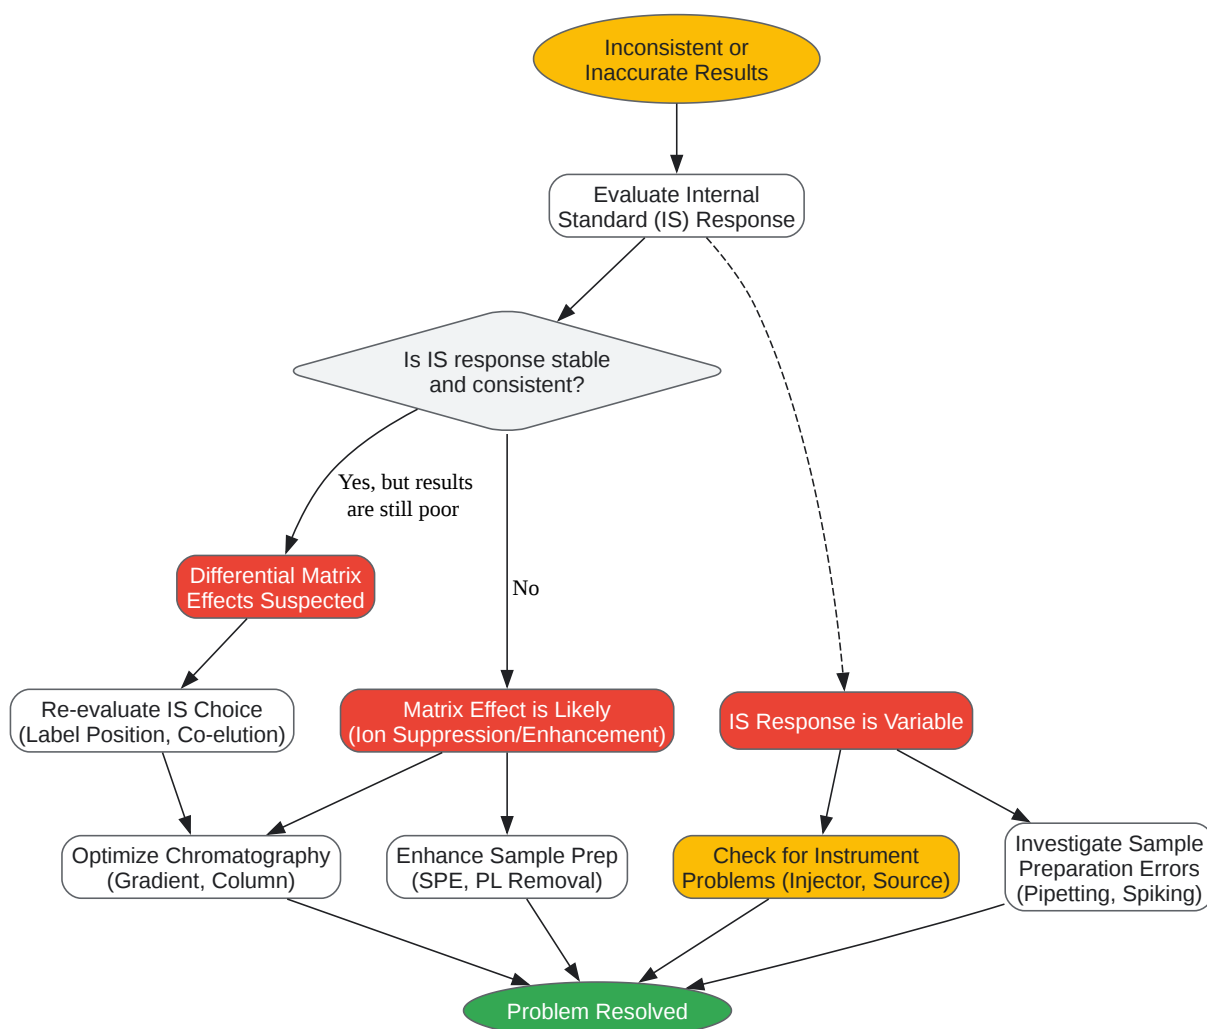 Inconsistent or
Inaccurate Results
Evaluate Internal
Standard (IS) Response
Is IS response stable
and consistent?
Yes, but results
are still poor
No
Differential Matrix
Effects Suspected
Re-evaluate IS Choice
(Label Position, Co-elution)
Matrix Effect is Likely
(Ion Suppression/Enhancement)
IS Response is Variable
Optimize Chromatography
(Gradient, Column)
Enhance Sample Prep
(SPE, PL Removal)
Check for Instrument
Problems (Injector, Source)
Investigate Sample
Preparation Errors
(Pipetting, Spiking)
Problem Resolved